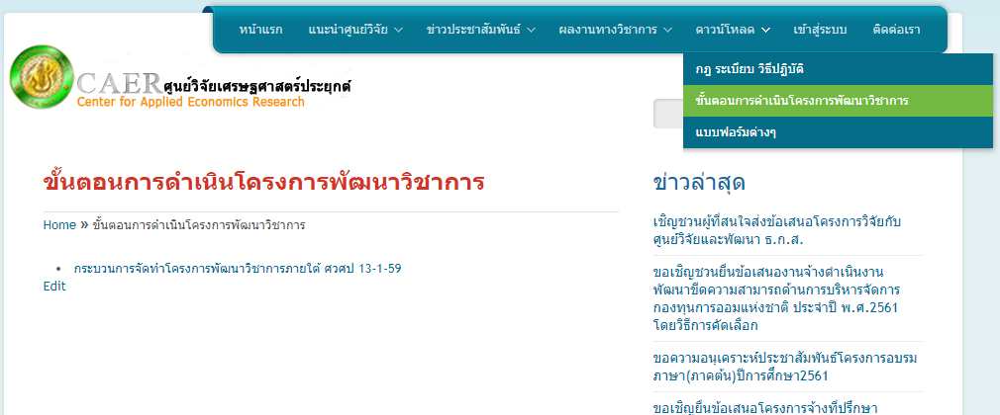 หน้าแรก แนะนำศูนย์วิจัย ข่าวประชาสัมพันธ์ ผลงานทางวิชาการ ดาวน์โหลด เข้าสู่ระบบ ติดต่อเรา
กฎ ระเบียบ วิธีปฏิบัติ
ขั้นตอนการดำเนินโครงการพัฒนาวิชาการ
แบบฟอร์มต่างๆ
CAER ศูนย์วิจัยเศรษฐศาสตร์ประยุกต์
Center for Applied Economics Research
ขั้นตอนการดำเนินโครงการพัฒนาวิชาการ
Home » ขั้นตอนการดำเนินโครงการพัฒนาวิชาการ
• กระบวนการจัดทำโครงการพัฒนาวิชาการภายใต้ ศวศป 13-1-59
Edit
ข่าวล่าสุด
เชิญชวนผู้ที่สนใจส่งข้อเสนอโครงการวิจัยกับ
ศูนย์วิจัยและพัฒนา ธ.ก.ส.
ขอเชิญชวนยื่นข้อเสนองานจ้างดำเนินงาน
พัฒนาขีดความสามารถด้านการบริหารจัดการ
กองทุนการออมแห่งชาติ ประจำปี พ.ศ.2561
โดยวิธีการคัดเลือก
ขอความอนุเคราะห์ประชาสัมพันธ์โครงการอบรม
ภาษา(ภาคต้น)ปีการศึกษา2561
ขอเชิญยื่นข้อเสนอโครงการจ้างที่ปรึกษา